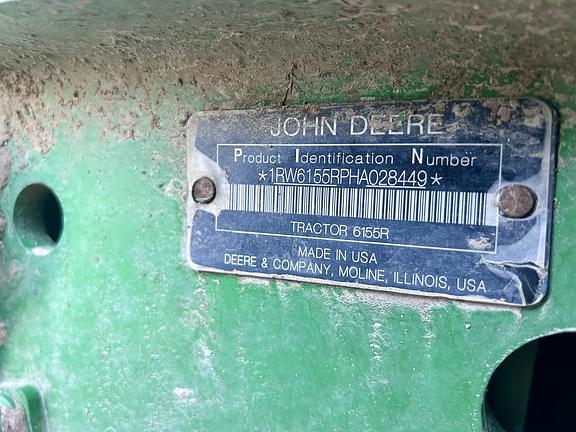 JOHN DEERE
Product Identification Number
*1RW6155RPHA028449*
TRACTOR 6155R
MADE IN USA
DEERE & COMPANY, MOLINE, ILLINOIS, USA